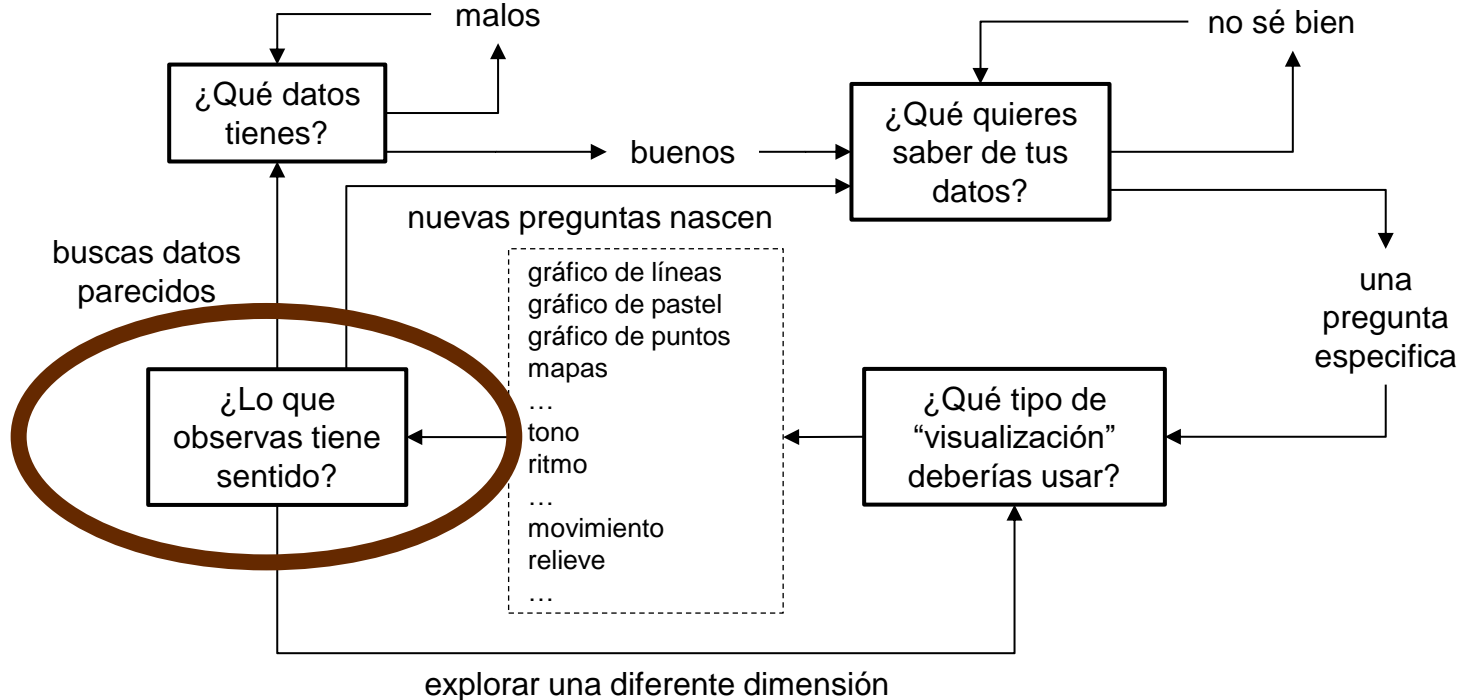 malos
¿Qué datos
tienes?
buenos
no sé bien
¿Qué quieres
saber de tus
datos?
nuevas preguntas nascen
buscas datos
parecidos
gráfico de líneas
gráfico de pastel
gráfico de puntos
mapas
…
tono
ritmo
…
movimiento
relieve
…
una
pregunta
especifica
¿Lo que
observas tiene
sentido?
¿Qué tipo de
“visualización”
deberías usar?
explorar una diferente dimensión